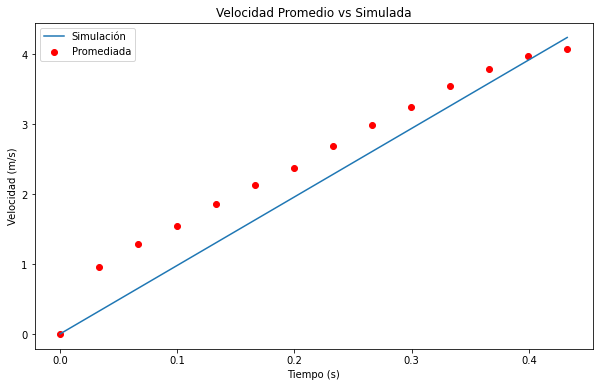 Velocidad Promedio vs Simulada
Simulación
Promediada
Velocidad (m/s)
4
3
2
1
0
0.0
0.1
0.2
0.3
0.4
Tiempo (s)